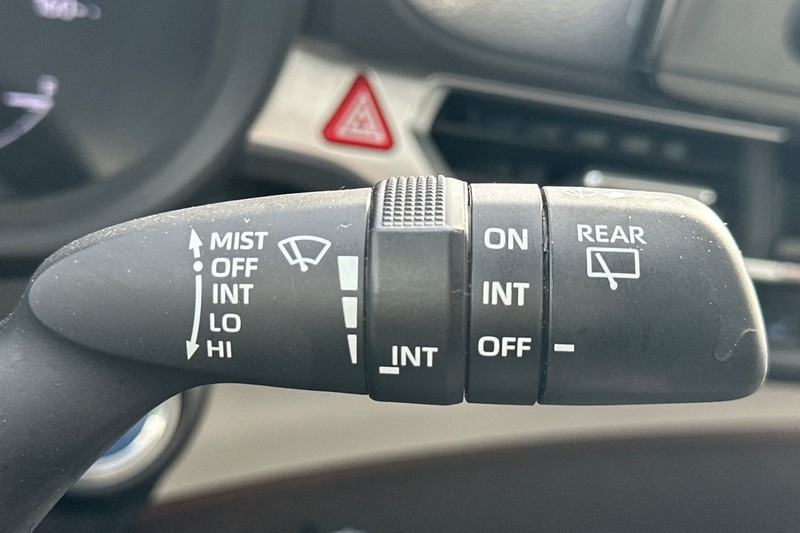 MIST
OFF
INT
LO
HI
INT
ON
INT
OFF
REAR